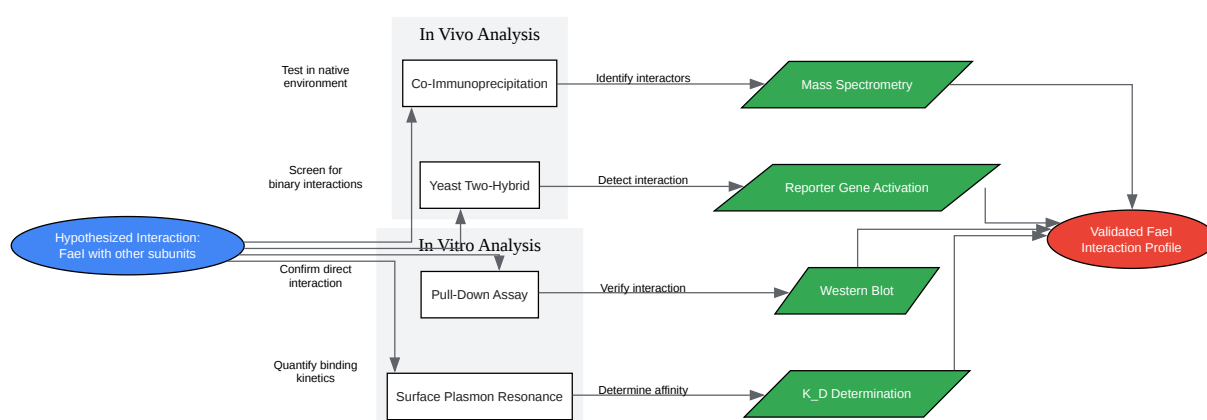 In Vivo Analysis
Test in native
environment
Co-Immunoprecipitation
Identify interactors
Mass Spectrometry
Screen for
binary interactions
Yeast Two-Hybrid
Detect interaction
Reporter Gene Activation
Hypothesized Interaction:
FaeI with other subunits
In Vitro Analysis
Validated FaeI
Interaction Profile
Confirm direct
interaction
Pull-Down Assay
Verify interaction
Western Blot
Quantify binding
kinetics
Surface Plasmon Resonance
Determine affinity
K_D Determination